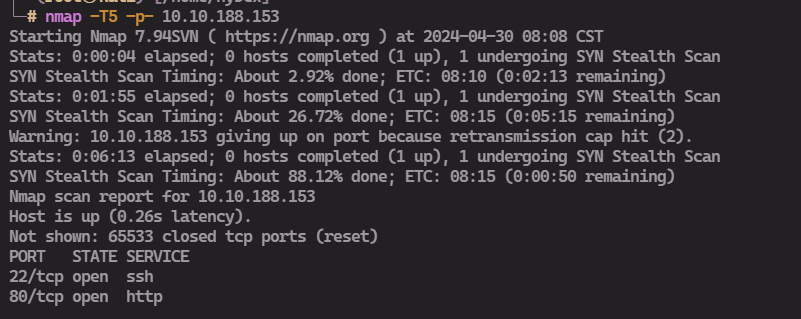 # nmap -T5 -p- 10.10.188.153
Starting Nmap 7.94SVN ( https://nmap.org ) at 2024-04-30 08:08 CST
Stats: 0:00:04 elapsed; 0 hosts completed (1 up), 1 undergoing SYN Stealth Scan
SYN Stealth Scan Timing: About 2.92% done; ETC: 08:10 (0:02:13 remaining)
Stats: 0:01:55 elapsed; 0 hosts completed (1 up), 1 undergoing SYN Stealth Scan
SYN Stealth Scan Timing: About 26.72% done; ETC: 08:15 (0:05:15 remaining)
Warning: 10.10.188.153 giving up on port because retransmission cap hit (2).
Stats: 0:06:13 elapsed; 0 hosts completed (1 up), 1 undergoing SYN Stealth Scan
SYN Stealth Scan Timing: About 88.12% done; ETC: 08:15 (0:00:50 remaining)
Nmap scan report for 10.10.188.153
Host is up (0.26s latency).
Not shown: 65533 closed tcp ports (reset)
PORT   STATE SERVICE
22/tcp open  ssh
80/tcp open  http